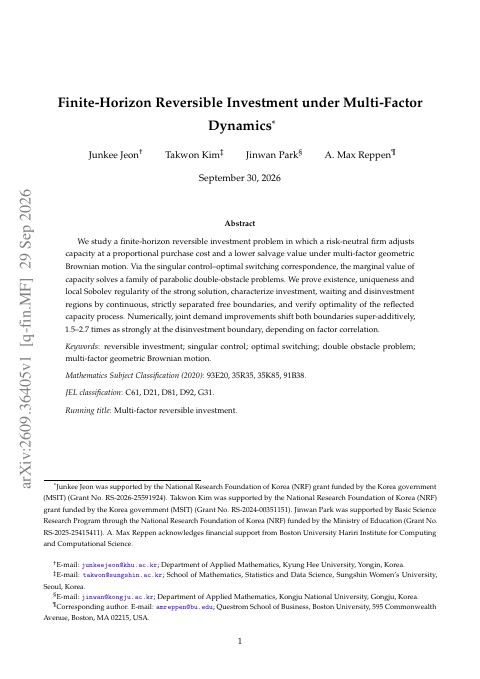 arXiv:2609.36405v1 [q-fin.MF] 29 Sep 2026
Finite-Horizon Reversible Investment under Multi-Factor
Dynamics*
Junkee Jeon† Takwon Kim‡ Jinwan Park§ A. Max Reppen¶
September 30, 2026
Abstract
We study a finite-horizon reversible investment problem in which a risk-neutral firm adjusts
capacity at a proportional purchase cost and a lower salvage value under multi-factor geometric
Brownian motion. Via the singular control–optimal switching correspondence, the marginal value of
capacity solves a family of parabolic double-obstacle problems. We prove existence, uniqueness and
local Sobolev regularity of the strong solution, characterize investment, waiting and disinvestment
regions by continuous, strictly separated free boundaries, and verify optimality of the reflected
capacity process. Numerically, joint demand improvements shift both boundaries super-additively,
1.5–2.7 times as strongly at the disinvestment boundary, depending on factor correlation.
Keywords: reversible investment; singular control; optimal switching; double obstacle problem;
multi-factor geometric Brownian motion.
Mathematics Subject Classification (2020): 93E20, 35R35, 35K85, 91B38.
JEL classification: C61, D21, D81, D92, G31.
Running title: Multi-factor reversible investment.
*Junkee Jeon was supported by the National Research Foundation of Korea (NRF) grant funded by the Korea government
(MSIT) (Grant No. RS-2026-25591924). Takwon Kim was supported by the National Research Foundation of Korea (NRF)
grant funded by the Korea government (MSIT) (Grant No. RS-2024-00351151). Jinwan Park was supported by Basic Science
Research Program through the National Research Foundation of Korea (NRF) funded by the Ministry of Education (Grant No.
RS-2025-25415411). A. Max Reppen acknowledges financial support from Boston University Hariri Institute for Computing
and Computational Science.
†E-mail: junkeejeon@khu.ac.kr; Department of Applied Mathematics, Kyung Hee University, Yongin, Korea.
‡E-mail: takwon@sungshin.ac.kr; School of Mathematics, Statistics and Data Science, Sungshin Women's University,
Seoul, Korea.
§E-mail: jinwan@kongju.ac.kr; Department of Applied Mathematics, Kongju National University, Gongju, Korea.
¶Corresponding author. E-mail: amreppen@bu.edu, Questrom School of Business, Boston University, 595 Commonwealth
Avenue, Boston, MA 02215, USA.
1